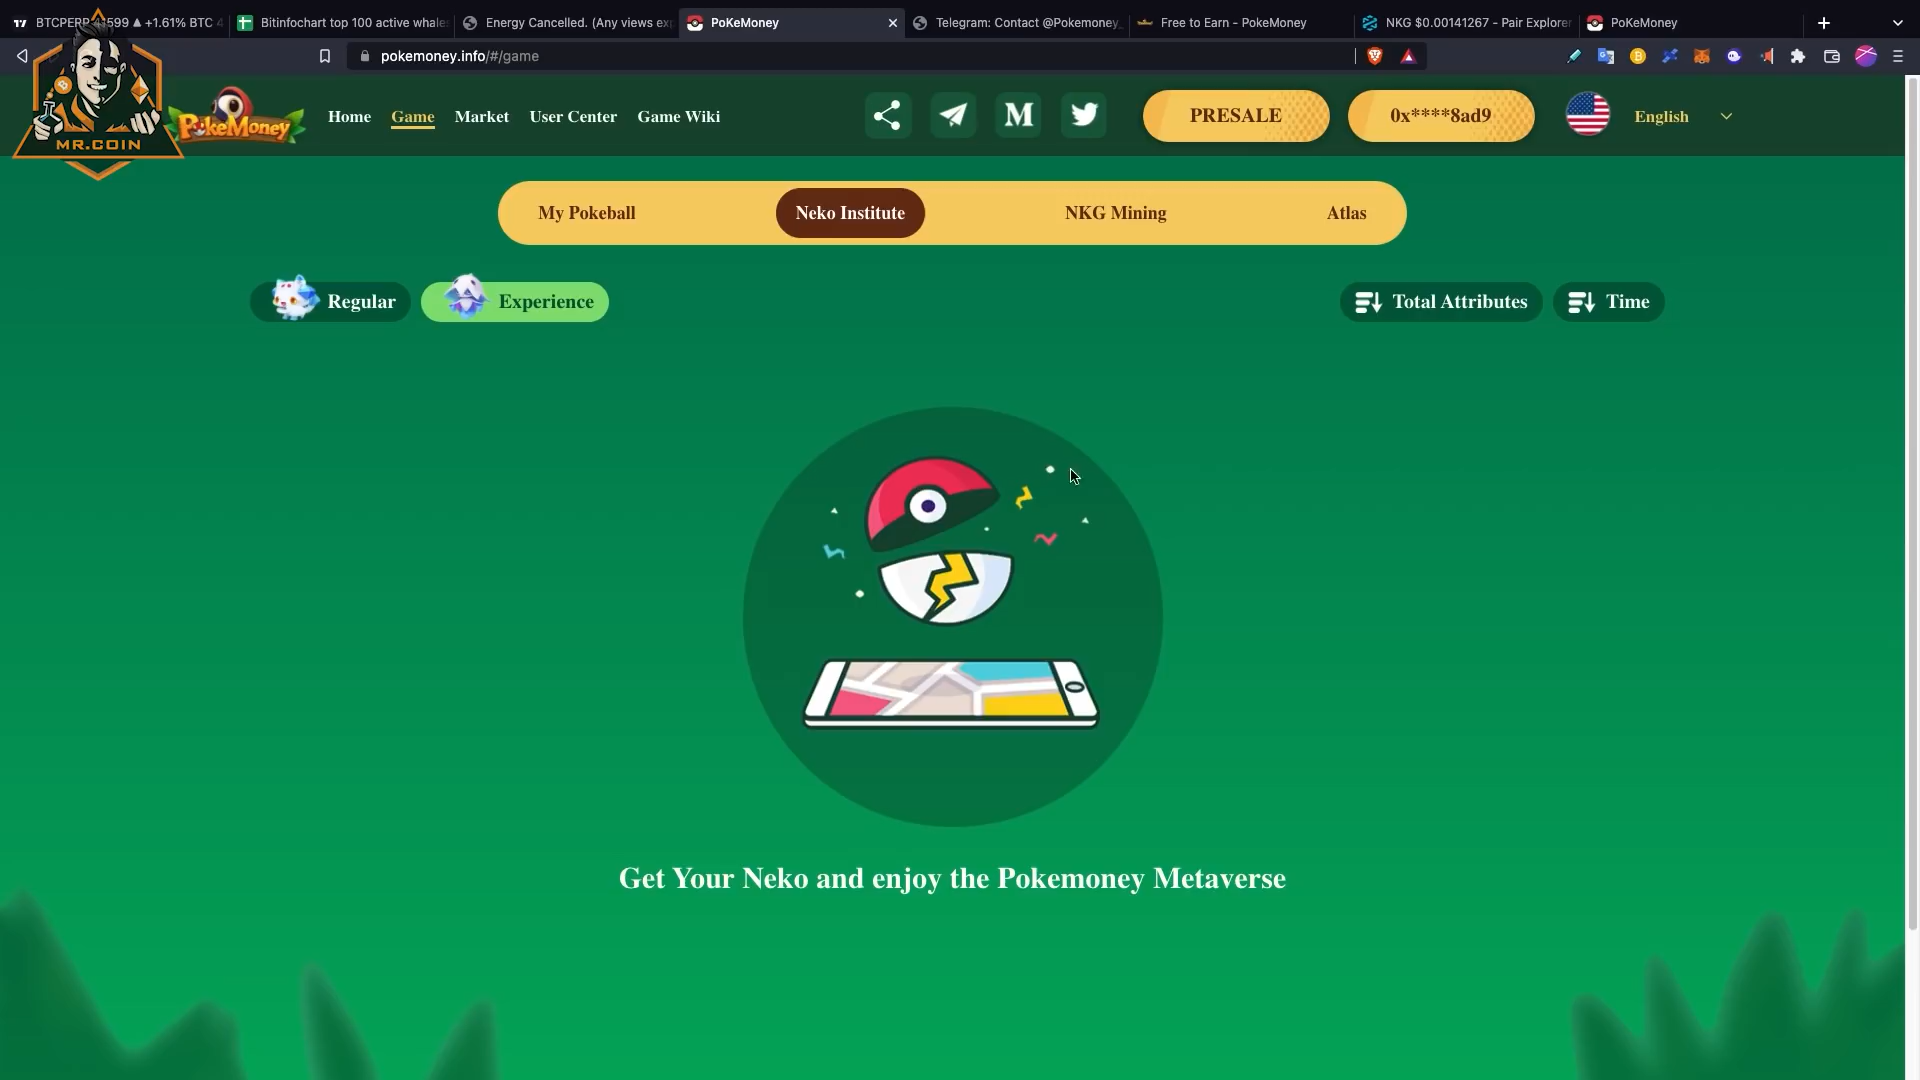 BTCPERP 41599 ▲ +1.61% BTC 4
Bitinfochart top 100 active whale
Energy Cancelled. (Any views ex
PoKeMoney
Telegram: Contact @Pokemoney_
Free to Earn - PokeMoney
NKG $0.00141267 - Pair Explorer
PoKeMoney
pokemoney.info/#/game
MR.COIN
PokeMoney
Home
Game
Market
User Center
Game Wiki
M
PRESALE
0x****8ad9
English
My Pokeball
Neko Institute
NKG Mining
Atlas
Regular
Experience
Total Attributes
Time
Get Your Neko and enjoy the Pokemoney Metaverse